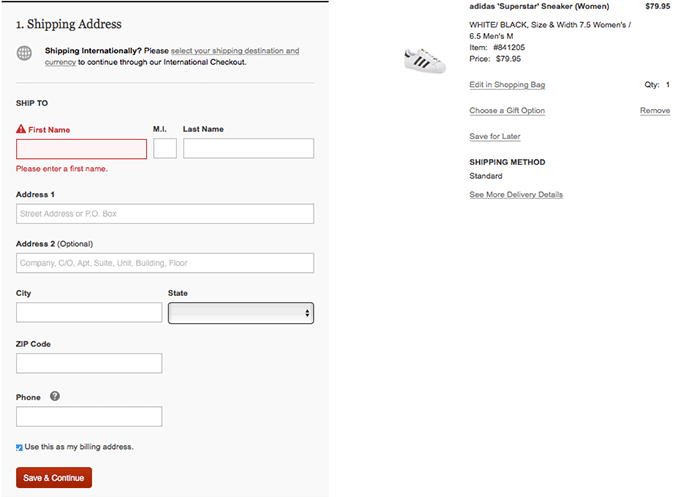 1. Shipping Address
Shipping Internationally? Please select your shipping destination and
currency to continue through our International Checkout.
SHIP TO
First Name
M.I.
Last Name
Please enter a first name.
Address 1
Street Address or P.O. Box
Address 2 (Optional)
Company, C/O, Apt, Suite, Unit, Building, Floor
City
State
ZIP Code
Phone ?
Use this as my billing address.
Save & Continue
adidas 'Superstar' Sneaker (Women) $79.95
WHITE/ BLACK, Size & Width 7.5 Women's /
6.5 Men's M
Item: #841205
Price: $79.95
Edit in Shopping Bag Qty: 1
Choose a Gift Option Remove
Save for Later
SHIPPING METHOD
Standard
See More Delivery Details